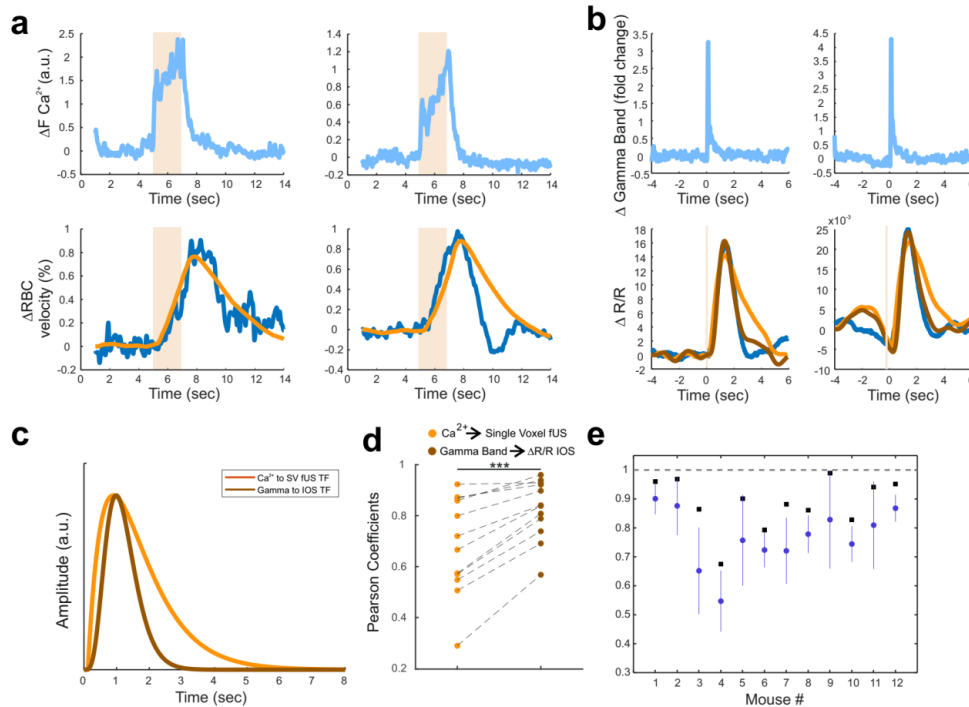 a
ΔF Ca²⁺ (a.u.)
2.5
2
1.5
1
0.5
0
-0.5
0 2 4 6 8 10 12 14
Time (sec)
1.4
1
0.6
0.2
-0.2
0 2 4 6 8 10 12 14
Time (sec)
ΔRBC
velocity (%)
1
0.8
0.6
0.4
0.2
0
-0.2
0 2 4 6 8 10 12 14
Time (sec)
1
0.8
0.6
0.4
0.2
0
-0.2
0 2 4 6 8 10 12 14
Time (sec)
b
Δ Gamma Band (fold change)
3.5
3
2.5
2
1.5
1
0.5
0
-0.5
-4 -2 0 2 4 6
Time (sec)
4.5
3.5
2.5
1.5
0.5
-0.5
-4 -2 0 2 4 6
Time (sec)
Δ R/R
18
16
14
12
10
8
6
4
2
0
-2
-4 -2 0 2 4 6
Time (sec)
×10⁻³
25
20
15
10
5
0
-5
-10
-4 -2 0 2 4 6
Time (sec)
c
Amplitude (a.u.)
Ca²⁺ to SV fUS TF
Gamma to IOS TF
0 1 2 3 4 5 6 7 8
Time (sec)
d
Ca²⁺ → Single Voxel fUS
Gamma Band → ΔR/R IOS
***
Pearson Coefficients
1
0.8
0.6
0.4
0.2
e
1
0.9
0.8
0.7
0.6
0.5
0.4
0.3
1 2 3 4 5 6 7 8 9 10 11 12
Mouse #